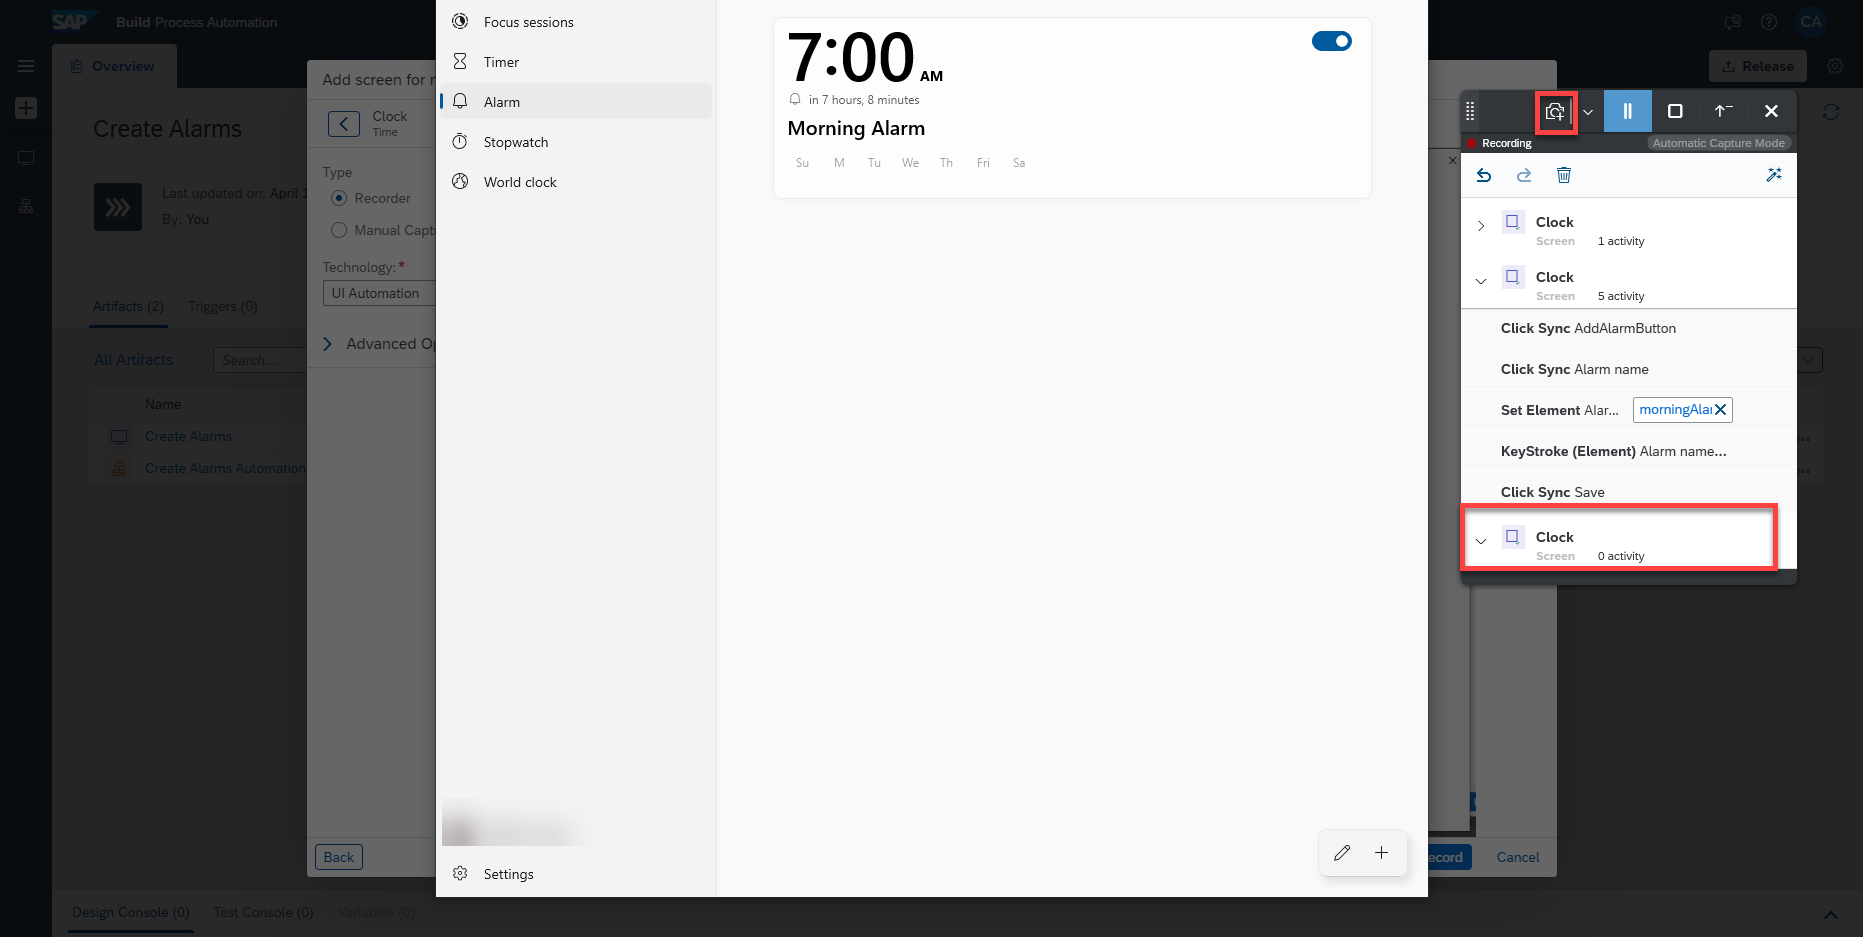 SAP Build Process Automation
CA
Overview
Release
Create Alarms
Last updated on: April 1
By: You
Artifacts (2) Triggers (0)
All Artifacts
Search...
Name
Create Alarms
Create Alarms Automation
Add screen for
Clock
Time
Type
Recorder
Manual Capt
Technology:*
UI Automation
Advanced Op
Back
ecord
Cancel
Focus sessions
Timer
Alarm
Stopwatch
World clock
Settings
7:00 AM
in 7 hours, 8 minutes
Morning Alarm
Su M Tu We Th Fri Sa
Recording
Automatic Capture Mode
Clock
Screen 1 activity
Clock
Screen 5 activity
Click Sync AddAlarmButton
Click Sync Alarm name
Set Element Alar... morningAlar
KeyStroke (Element) Alarm name...
Click Sync Save
Clock
Screen 0 activity
Design Console (0) Test Console (0) Variables (0)